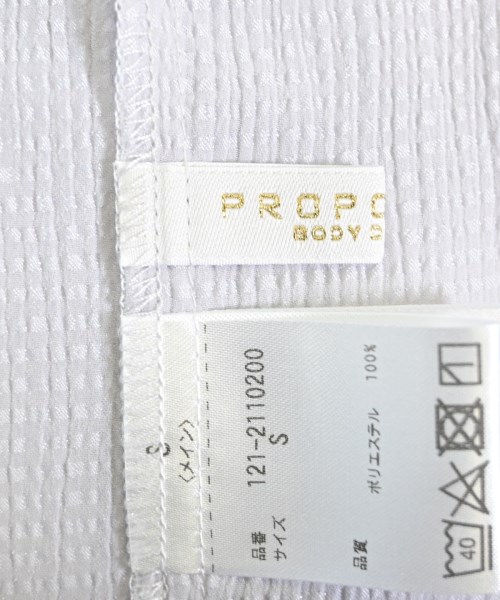 PROPO
BODY D
〈メイン〉
品番 121-2110200
サイズ S
品質 ポリエステル 100%
40